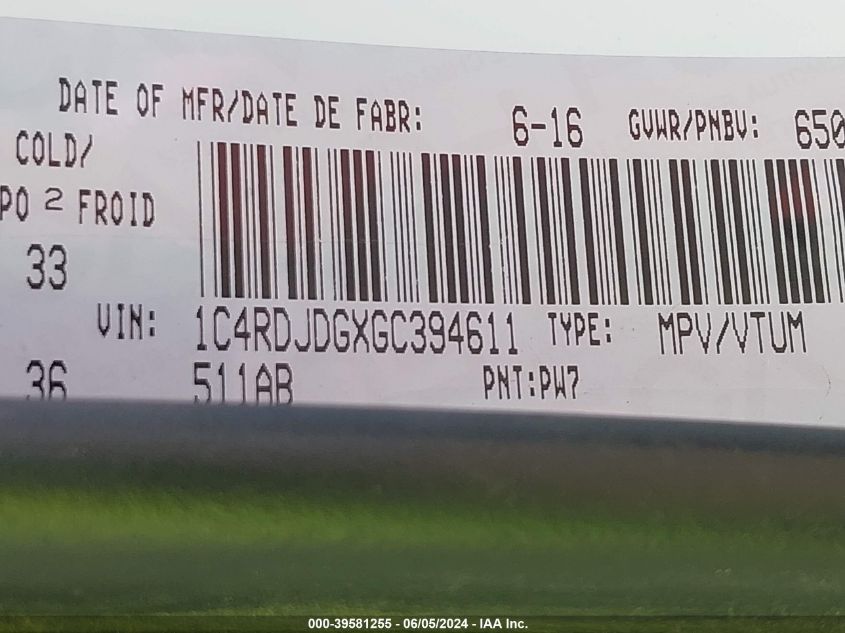 DATE OF MFR/DATE DE FABR: 6-16 GVWR/PNBV: 650
COLD/
PO 2 FROID
33
VIN: 1C4RDJDGXGC394611 TYPE: MPV/VTUM
36 511AB PNT:PW7
000-39581255 - 06/05/2024 - IAA Inc.